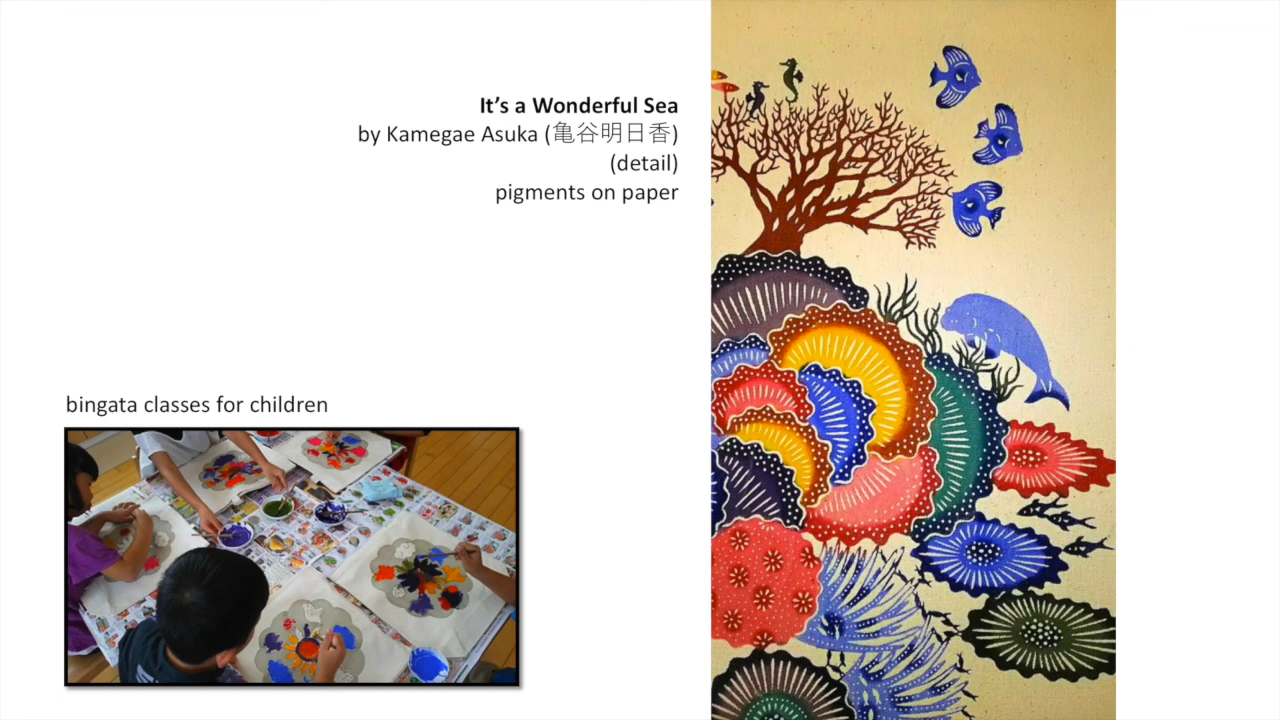 It's a Wonderful Sea
by Kamegae Asuka (亀谷明日香)
(detail)
pigments on paper
bingata classes for children